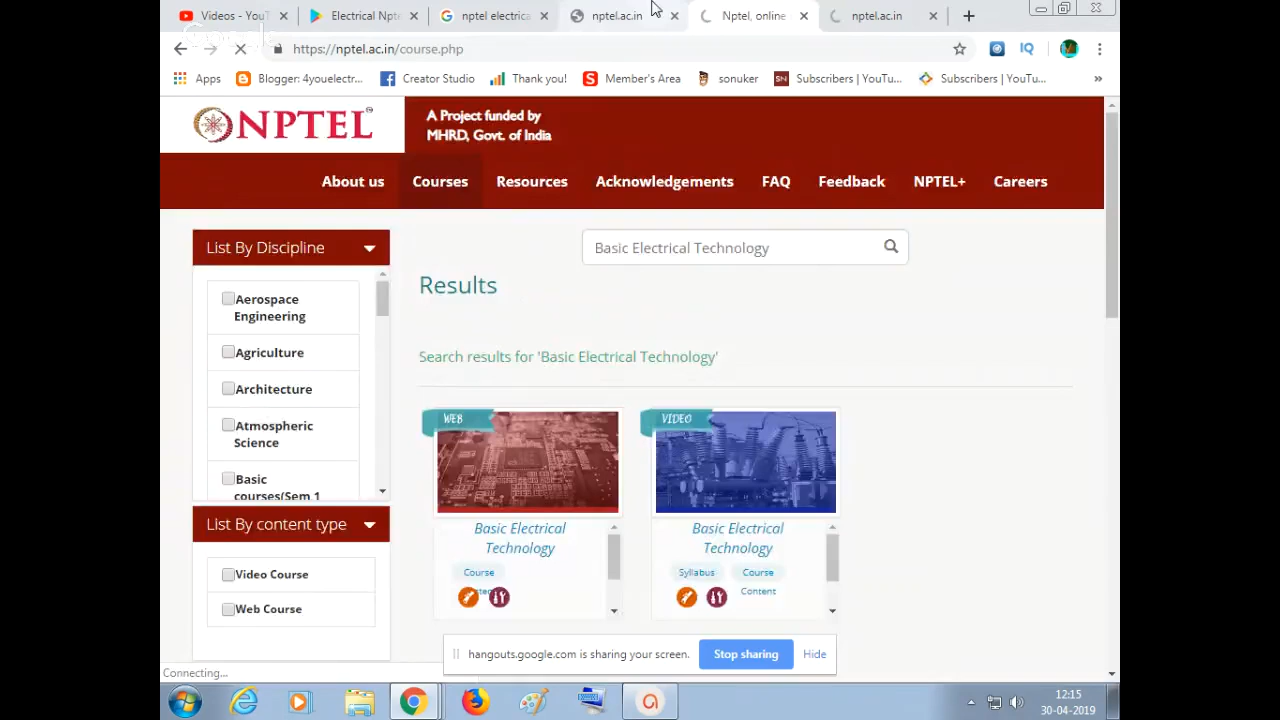 Videos - YouT
Electrical Npte
nptel electrica
nptel.ac.in
Nptel, online
nptel.ac.in
Google
https://nptel.ac.in/course.php
IQ
Apps
Blogger: 4youelectr...
Creator Studio
Thank you!
Member's Area
sonuker
Subscribers | YouTu...
Subscribers | YouTu...
NPTEL
A Project funded by
MHRD, Govt. of India
About us
Courses
Resources
Acknowledgements
FAQ
Feedback
NPTEL+
Careers
List By Discipline
Aerospace
Engineering
Agriculture
Architecture
Atmospheric
Science
Basic
courses(Sem 1
List By content type
Video Course
Web Course
Basic Electrical Technology
Results
Search results for 'Basic Electrical Technology'
WEB
Basic Electrical
Technology
Course
VIDEO
Basic Electrical
Technology
Syllabus
Course
Content
hangouts.google.com is sharing your screen.
Stop sharing
Hide
Connecting...
12:15
30-04-2019